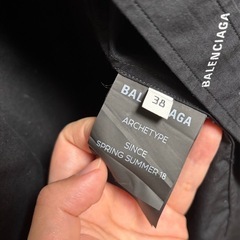 BALENCIAGA
38
BALENCIAGA
ARCHETYPE
SINCE
SPRING SUMMER 18